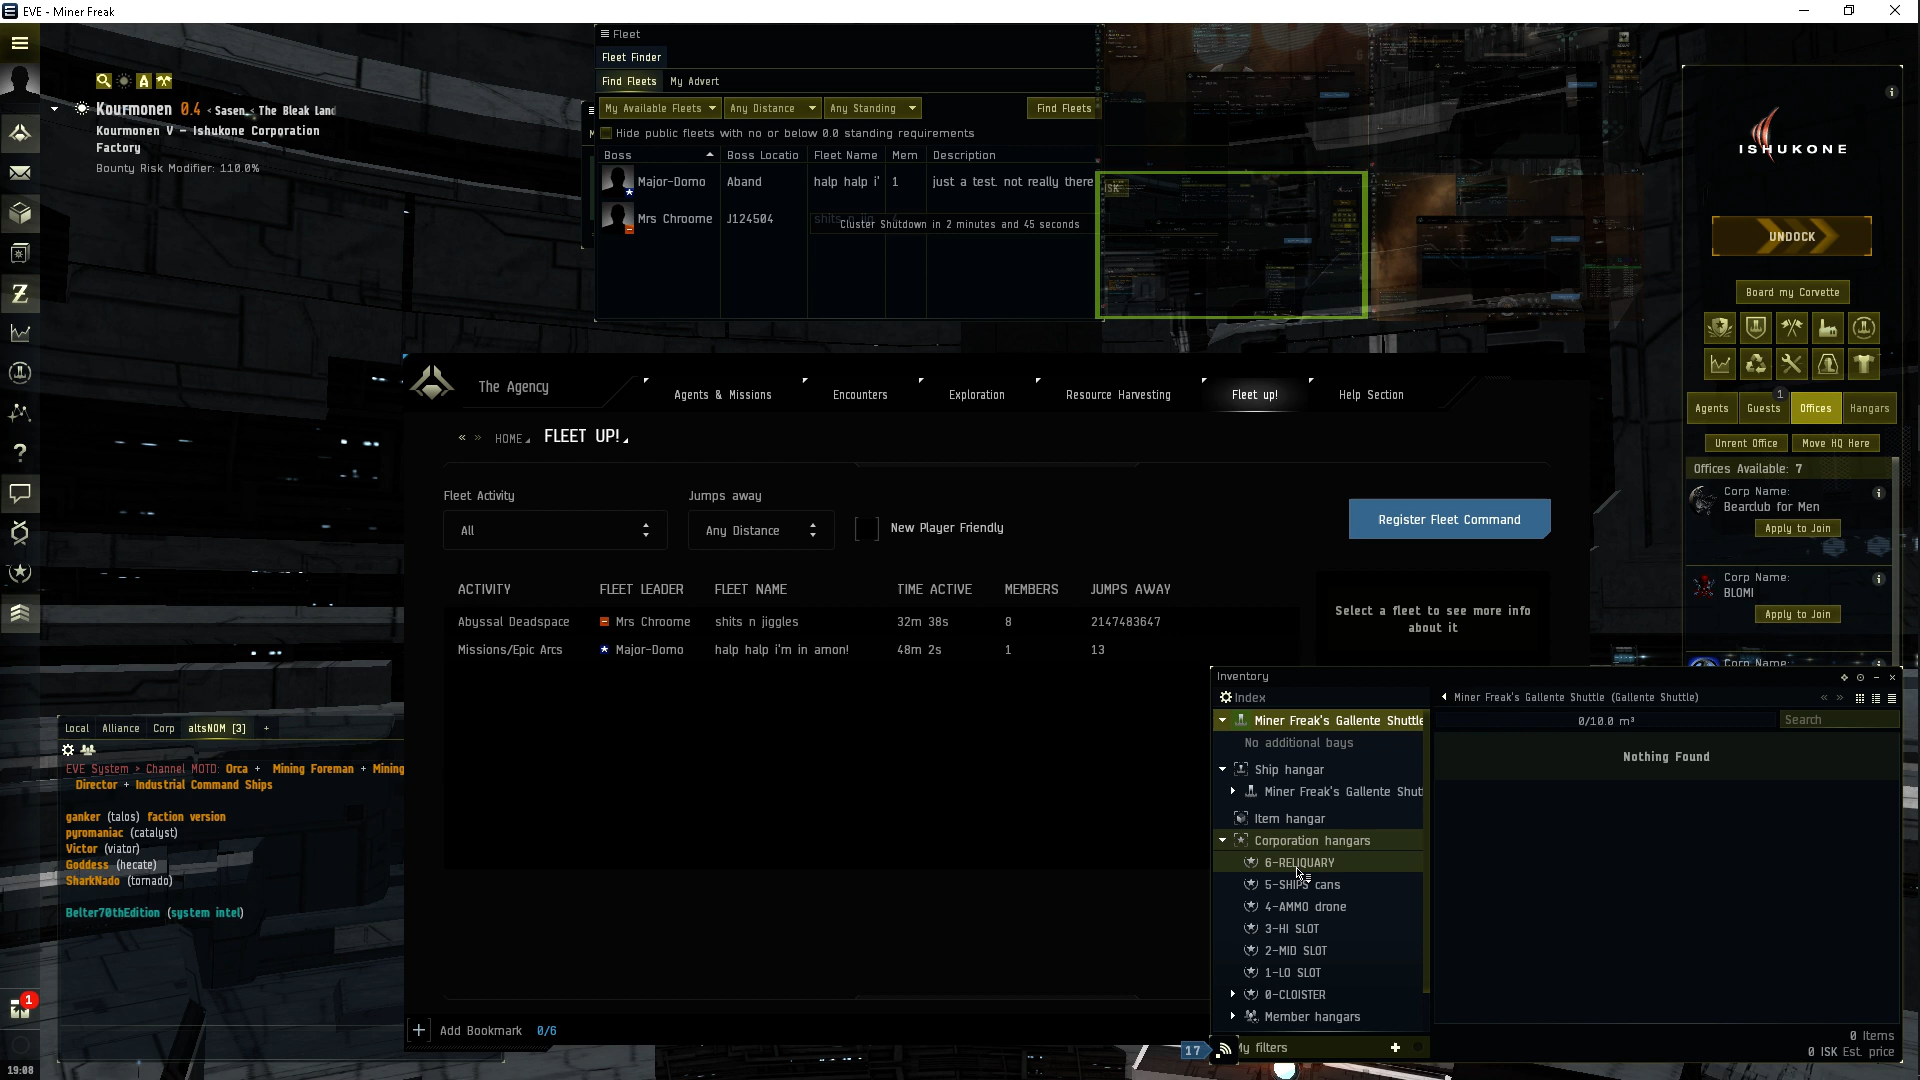 EVE - Miner Freak
Kourmonen 0.4 < Sasen < The Bleak Land
Kourmonen V - Ishukone Corporation
Factory
Bounty Risk Modifier: 110.0%
Fleet
Fleet Finder
Find Fleets My Advert
My Available Fleets Any Distance Any Standing Find Fleets
Hide public fleets with no or below 0.0 standing requirements
Boss Boss Locatio Fleet Name Mem Description
Major-Domo Aband halp halp i' 1 just a test. not really there
Mrs Chroome J124504 shits n jig
Cluster Shutdown in 2 minutes and 45 seconds
ISK
ISHUKONE
UNDOCK
Board my Corvette
1
Agents Guests Offices Hangars
Unrent Office Move HQ Here
Offices Available: 7
Corp Name:
Bearclub for Men
Apply to Join
Corp Name:
BLOMI
Apply to Join
Corp Name:
The Agency
Agents & Missions Encounters Exploration Resource Harvesting Fleet up! Help Section
« » HOME FLEET UP!
Fleet Activity Jumps away
All Any Distance New Player Friendly
Register Fleet Command
ACTIVITY FLEET LEADER FLEET NAME TIME ACTIVE MEMBERS JUMPS AWAY
Abyssal Deadspace Mrs Chroome shits n jiggles 32m 38s 8 2147483647
Missions/Epic Arcs Major-Domo halp halp i'm in amon! 48m 2s 1 13
Select a fleet to see more info
about it
Add Bookmark 0/6
Local Alliance Corp altsNOM [3] +
EVE System > Channel MOTD: Orca + Mining Foreman + Mining
Director + Industrial Command Ships
ganker (talos) faction version
pyromaniac (catalyst)
Victor (viator)
Goddess (hecate)
SharkNado (tornado)
Belter70thEdition (system intel)
Inventory
Index
Miner Freak's Gallente Shuttle
No additional bays
Ship hangar
Miner Freak's Gallente Shut
Item hangar
Corporation hangars
6-RELIQUARY
5-SHIPS cans
4-AMMO drone
3-HI SLOT
2-MID SLOT
1-LO SLOT
0-CLOISTER
Member hangars
My filters
Miner Freak's Gallente Shuttle (Gallente Shuttle)
0/10.0 m³ Search
Nothing Found
0 Items
0 ISK Est. price
17
1
19:08